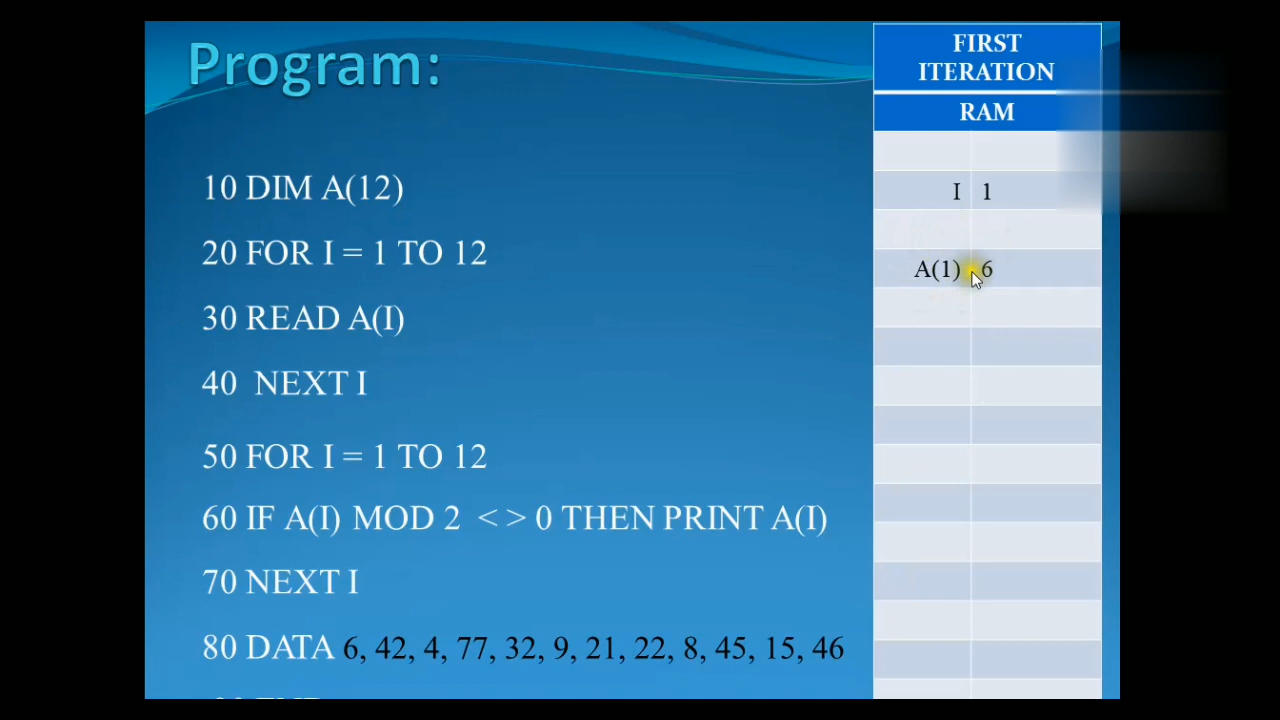 Program:
10 DIM A(12)
20 FOR I = 1 TO 12
30 READ A(I)
40 NEXT I
50 FOR I = 1 TO 12
60 IF A(I) MOD 2 < > 0 THEN PRINT A(I)
70 NEXT I
80 DATA 6, 42, 4, 77, 32, 9, 21, 22, 8, 45, 15, 46
FIRST
ITERATION
RAM
I 1
A(1) 6